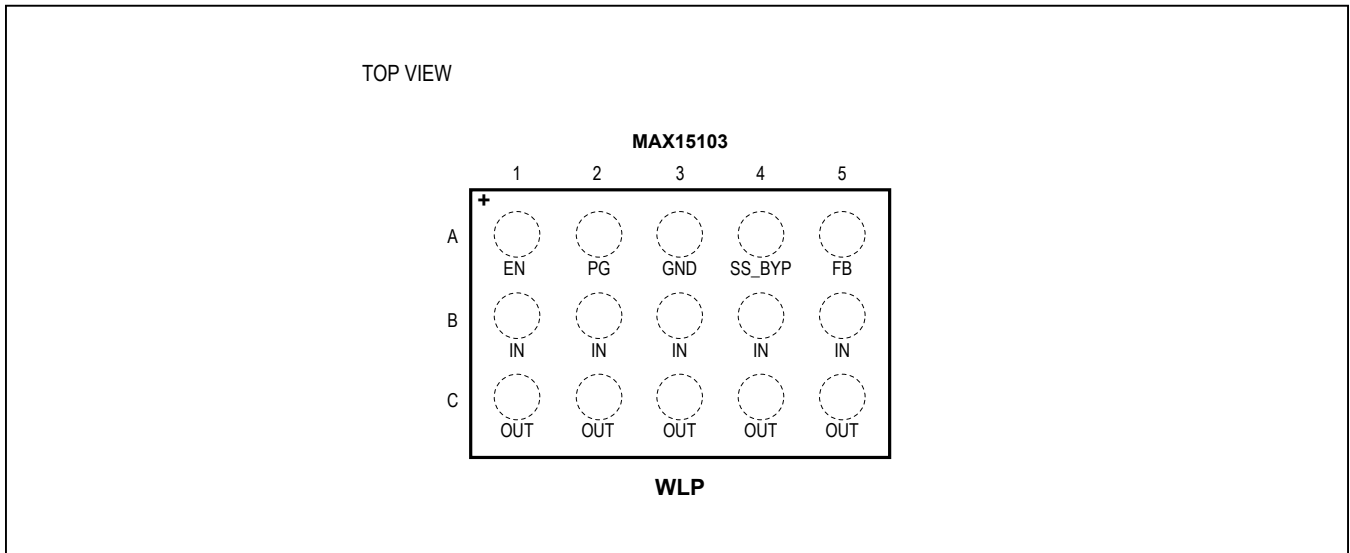 TOP VIEW
MAX15103
1 2 3 4 5
+
A
EN PG GND SS_BYP FB
B
IN IN IN IN IN
C
OUT OUT OUT OUT OUT
WLP